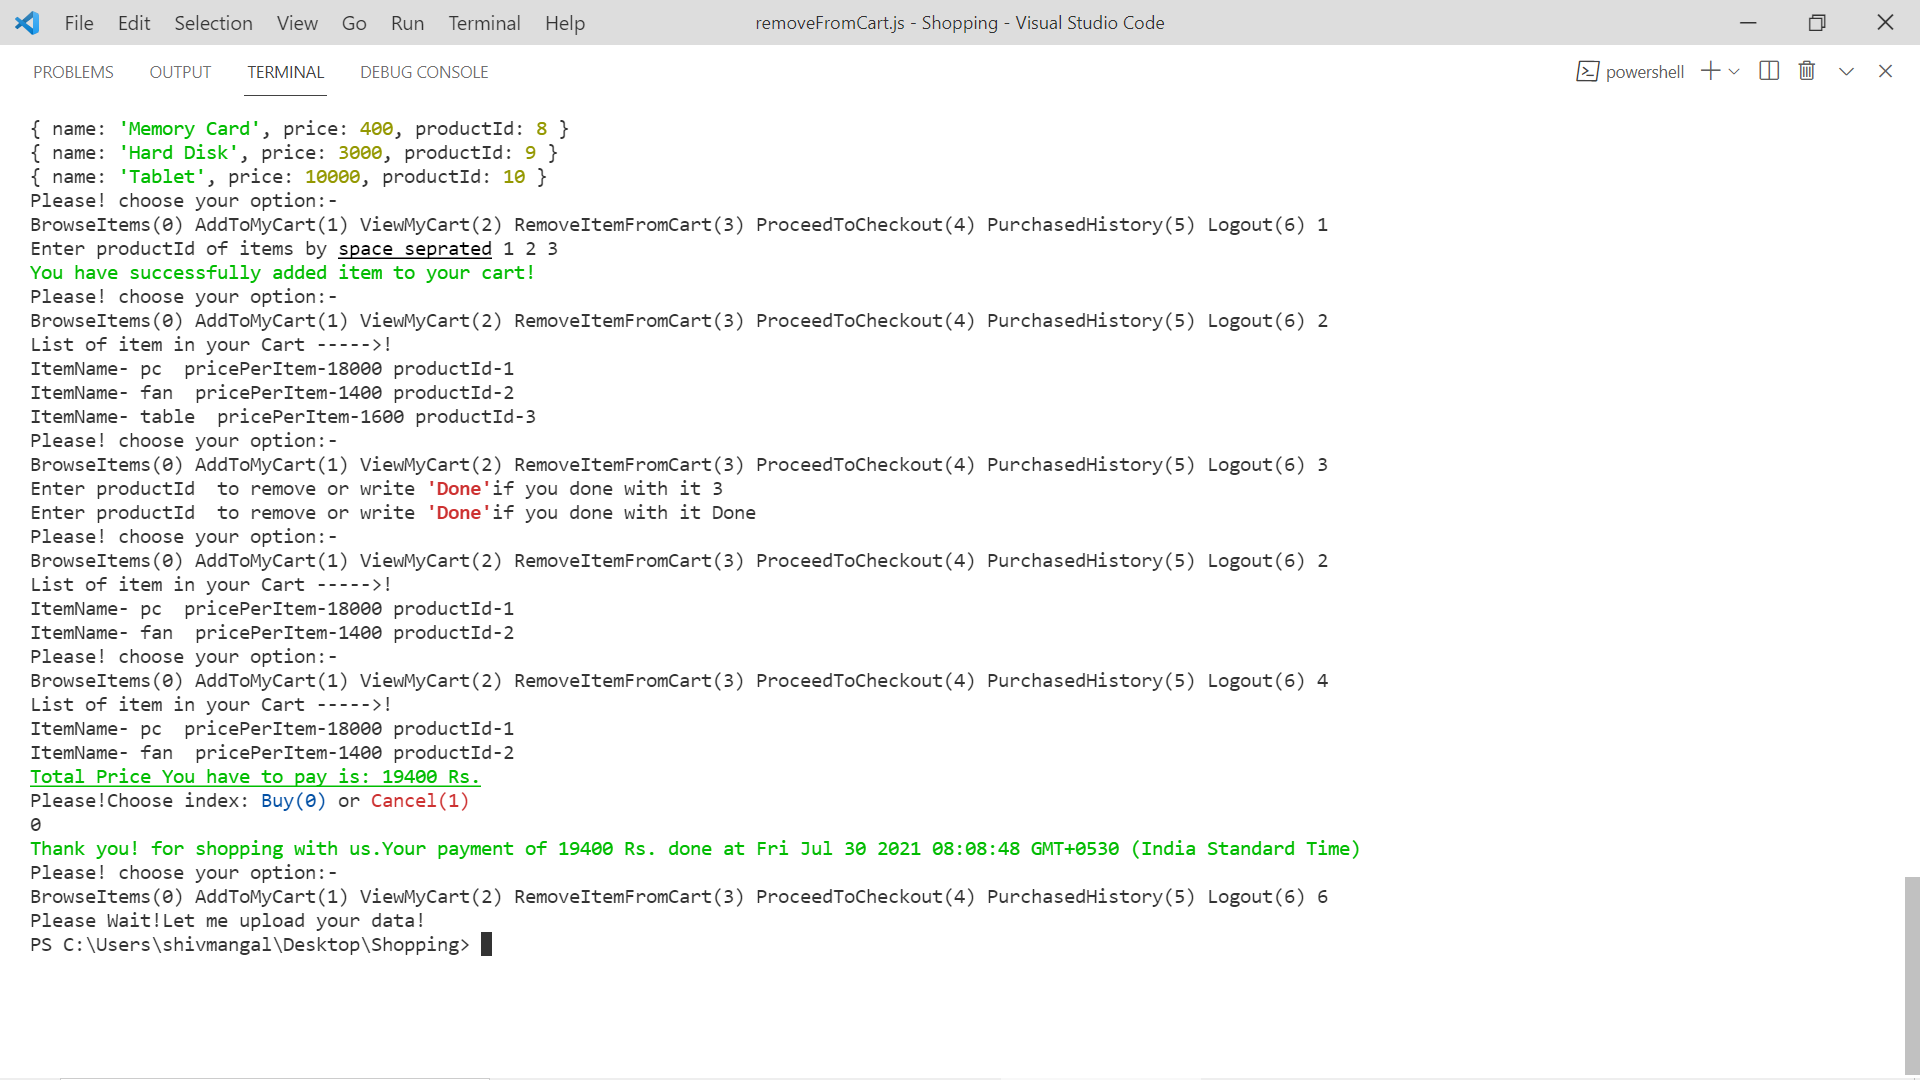 File Edit Selection View Go Run Terminal Help removeFromCart.js - Shopping - Visual Studio Code
PROBLEMS OUTPUT TERMINAL DEBUG CONSOLE powershell
{ name: 'Memory Card', price: 400, productId: 8 }
{ name: 'Hard Disk', price: 3000, productId: 9 }
{ name: 'Tablet', price: 10000, productId: 10 }
Please! choose your option:-
BrowseItems(0) AddToMyCart(1) ViewMyCart(2) RemoveItemFromCart(3) ProceedToCheckout(4) PurchasedHistory(5) Logout(6) 1
Enter productId of items by space seprated 1 2 3
You have successfully added item to your cart!
Please! choose your option:-
BrowseItems(0) AddToMyCart(1) ViewMyCart(2) RemoveItemFromCart(3) ProceedToCheckout(4) PurchasedHistory(5) Logout(6) 2
List of item in your Cart ----->!
ItemName- pc  pricePerItem-18000 productId-1
ItemName- fan  pricePerItem-1400 productId-2
ItemName- table  pricePerItem-1600 productId-3
Please! choose your option:-
BrowseItems(0) AddToMyCart(1) ViewMyCart(2) RemoveItemFromCart(3) ProceedToCheckout(4) PurchasedHistory(5) Logout(6) 3
Enter productId  to remove or write 'Done'if you done with it 3
Enter productId  to remove or write 'Done'if you done with it Done
Please! choose your option:-
BrowseItems(0) AddToMyCart(1) ViewMyCart(2) RemoveItemFromCart(3) ProceedToCheckout(4) PurchasedHistory(5) Logout(6) 2
List of item in your Cart ----->!
ItemName- pc  pricePerItem-18000 productId-1
ItemName- fan  pricePerItem-1400 productId-2
Please! choose your option:-
BrowseItems(0) AddToMyCart(1) ViewMyCart(2) RemoveItemFromCart(3) ProceedToCheckout(4) PurchasedHistory(5) Logout(6) 4
List of item in your Cart ----->!
ItemName- pc  pricePerItem-18000 productId-1
ItemName- fan  pricePerItem-1400 productId-2
Total Price You have to pay is: 19400 Rs.
Please!Choose index: Buy(0) or Cancel(1)
0
Thank you! for shopping with us.Your payment of 19400 Rs. done at Fri Jul 30 2021 08:08:48 GMT+0530 (India Standard Time)
Please! choose your option:-
BrowseItems(0) AddToMyCart(1) ViewMyCart(2) RemoveItemFromCart(3) ProceedToCheckout(4) PurchasedHistory(5) Logout(6) 6
Please Wait!Let me upload your data!
PS C:\Users\shivmangal\Desktop\Shopping>